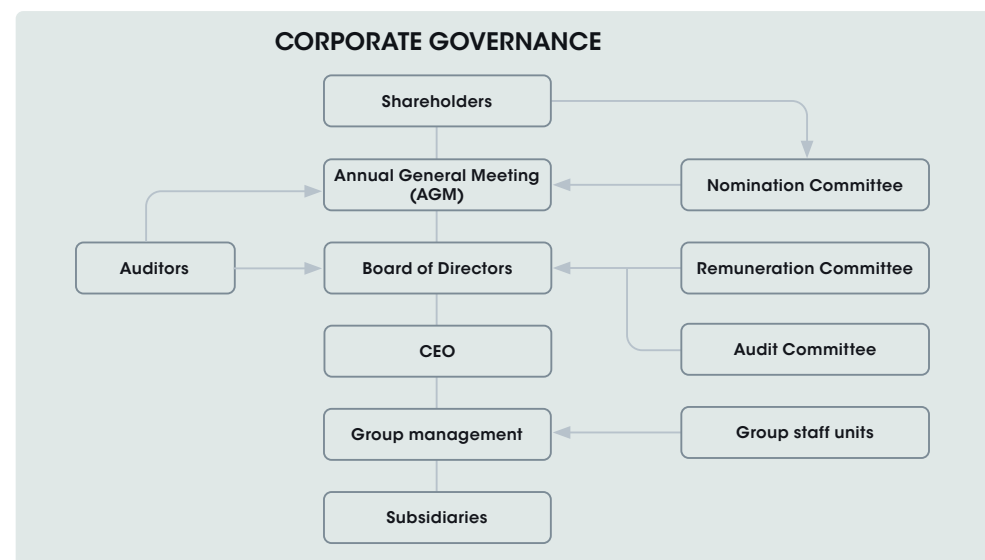 CORPORATE GOVERNANCE
Shareholders
Annual General Meeting
(AGM)
Nomination Committee
Auditors
Board of Directors
Remuneration Committee
CEO
Audit Committee
Group management
Group staff units
Subsidiaries